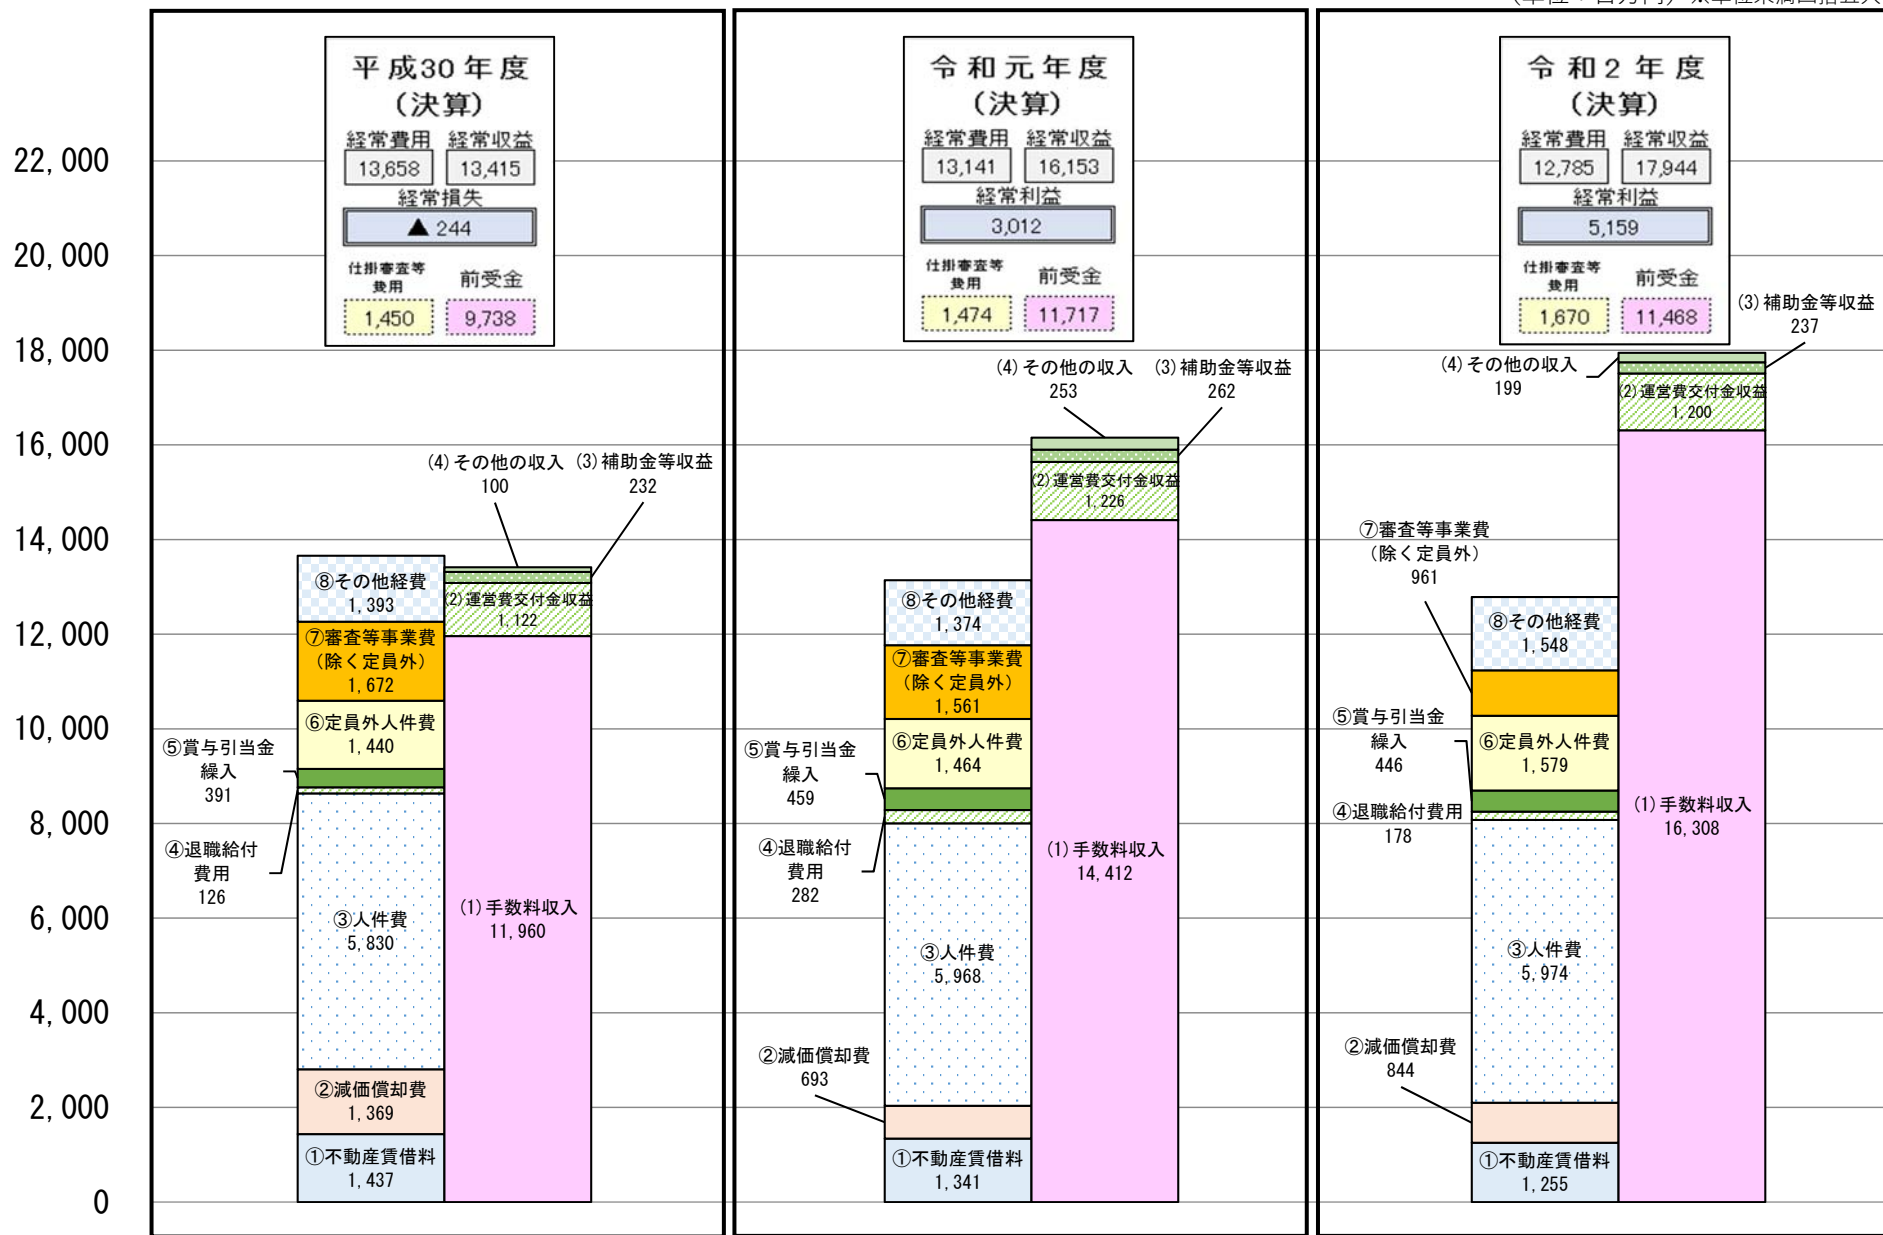 22,000
20,000
18,000
16,000
14,000
12,000
10,000
8,000
6,000
4,000
2,000
0
平成30年度
（決算）
経常費用 経常収益
13,658 13,415
経常損失
▲ 244
仕掛審査等
費用
前受金
1,450 9,738
(4)その他の収入
100
(3)補助金等収益
232
(2)運営費交付金収益
1,122
(1)手数料収入
11,960
⑧その他経費
1,393
⑦審査等事業費
（除く定員外）
1,672
⑥定員外人件費
1,440
⑤賞与引当金
繰入
391
④退職給付
費用
126
③人件費
5,830
②減価償却費
1,369
①不動産賃借料
1,437
令和元年度
（決算）
経常費用 経常収益
13,141 16,153
経常利益
3,012
仕掛審査等
費用
前受金
1,474 11,717
(4)その他の収入
253
(3)補助金等収益
262
(2)運営費交付金収益
1,226
(1)手数料収入
14,412
⑧その他経費
1,374
⑦審査等事業費
（除く定員外）
1,561
⑥定員外人件費
1,464
⑤賞与引当金
繰入
459
④退職給付
費用
282
③人件費
5,968
②減価償却費
693
①不動産賃借料
1,341
令和2年度
（決算）
経常費用 経常収益
12,785 17,944
経常利益
5,159
仕掛審査等
費用
前受金
1,670 11,468
(3)補助金等収益
237
(4)その他の収入
199
(2)運営費交付金収益
1,200
(1)手数料収入
16,308
⑦審査等事業費
（除く定員外）
961
⑧その他経費
1,548
⑥定員外人件費
1,579
⑤賞与引当金
繰入
446
④退職給付費用
178
③人件費
5,974
②減価償却費
844
①不動産賃借料
1,255